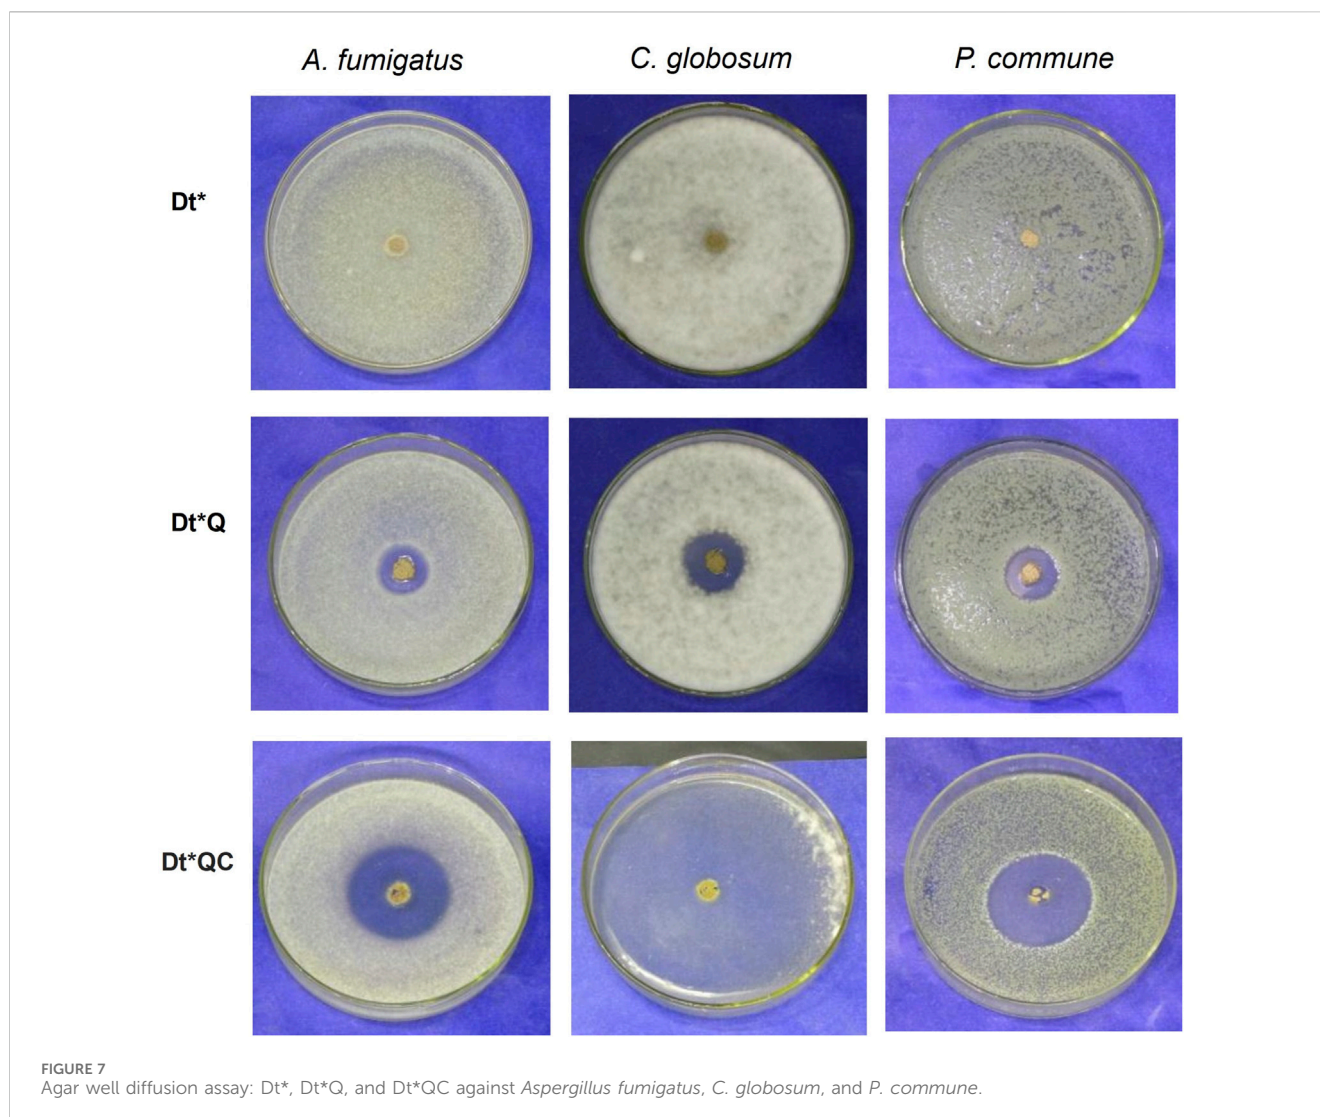 A. fumigatus C. globosum P. commune
Dt*
Dt*Q
Dt*QC
FIGURE 7
Agar well diffusion assay: Dt*, Dt*Q, and Dt*QC against Aspergillus fumigatus, C. globosum, and P. commune.